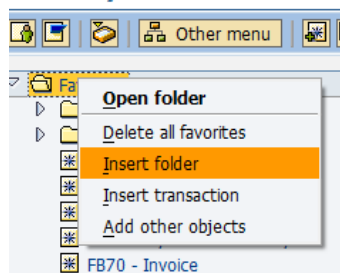 Other menu
Fa
Open folder
Delete all favorites
Insert folder
Insert transaction
Add other objects
FB70 - Invoice